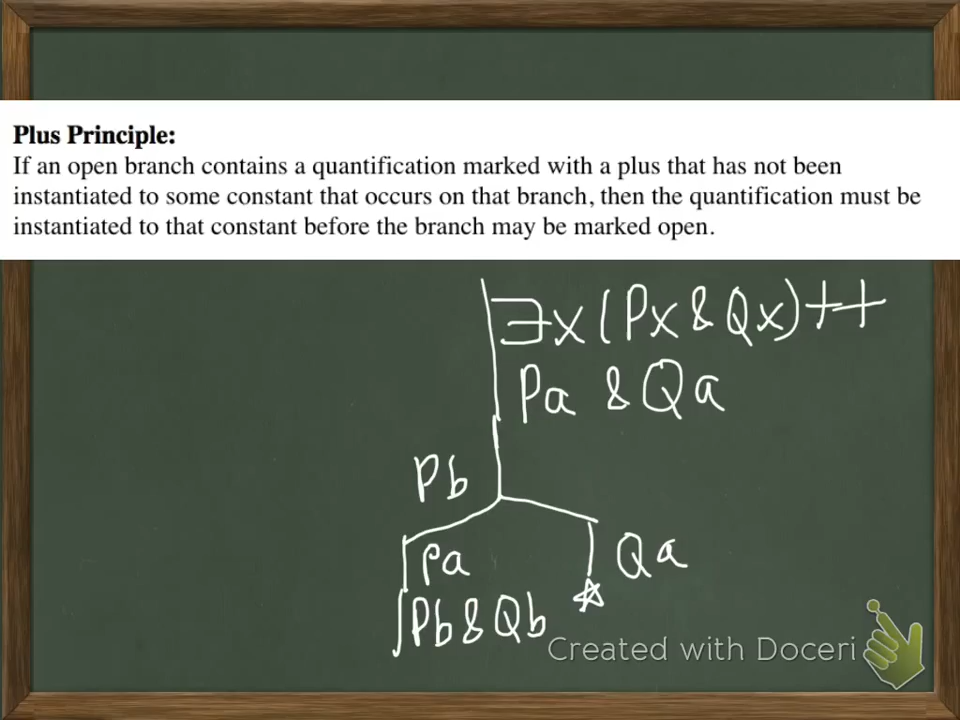 Plus Principle:
If an open branch contains a quantification marked with a plus that has not been
instantiated to some constant that occurs on that branch, then the quantification must be
instantiated to that constant before the branch may be marked open.
∃x(Px & Qx)++
Pa & Qa
Pb
Pa
Qa
Pb & Qb
Created with Doceri